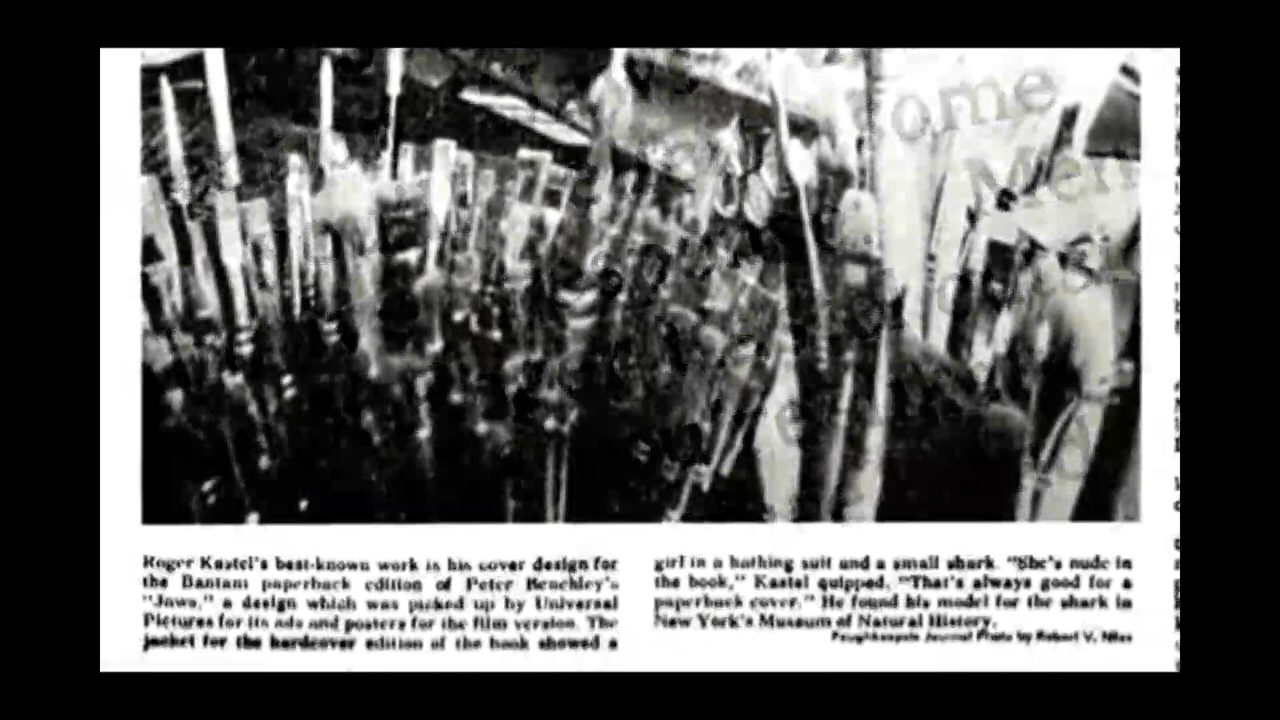 ome
Mem
Roger Kastel's best-known work is his cover design for
the Bantam paperback edition of Peter Benchley's
"Jaws," a design which was picked up by Universal
Pictures for its ads and posters for the film version. The
jacket for the hardcover edition of the book showed a
girl in a bathing suit and a small shark. "She's nude in
the book," Kastel quipped. "That's always good for a
paperback cover." He found his model for the shark in
New York's Museum of Natural History.
Poughkeepsie Journal Photo by Robert V. Niles